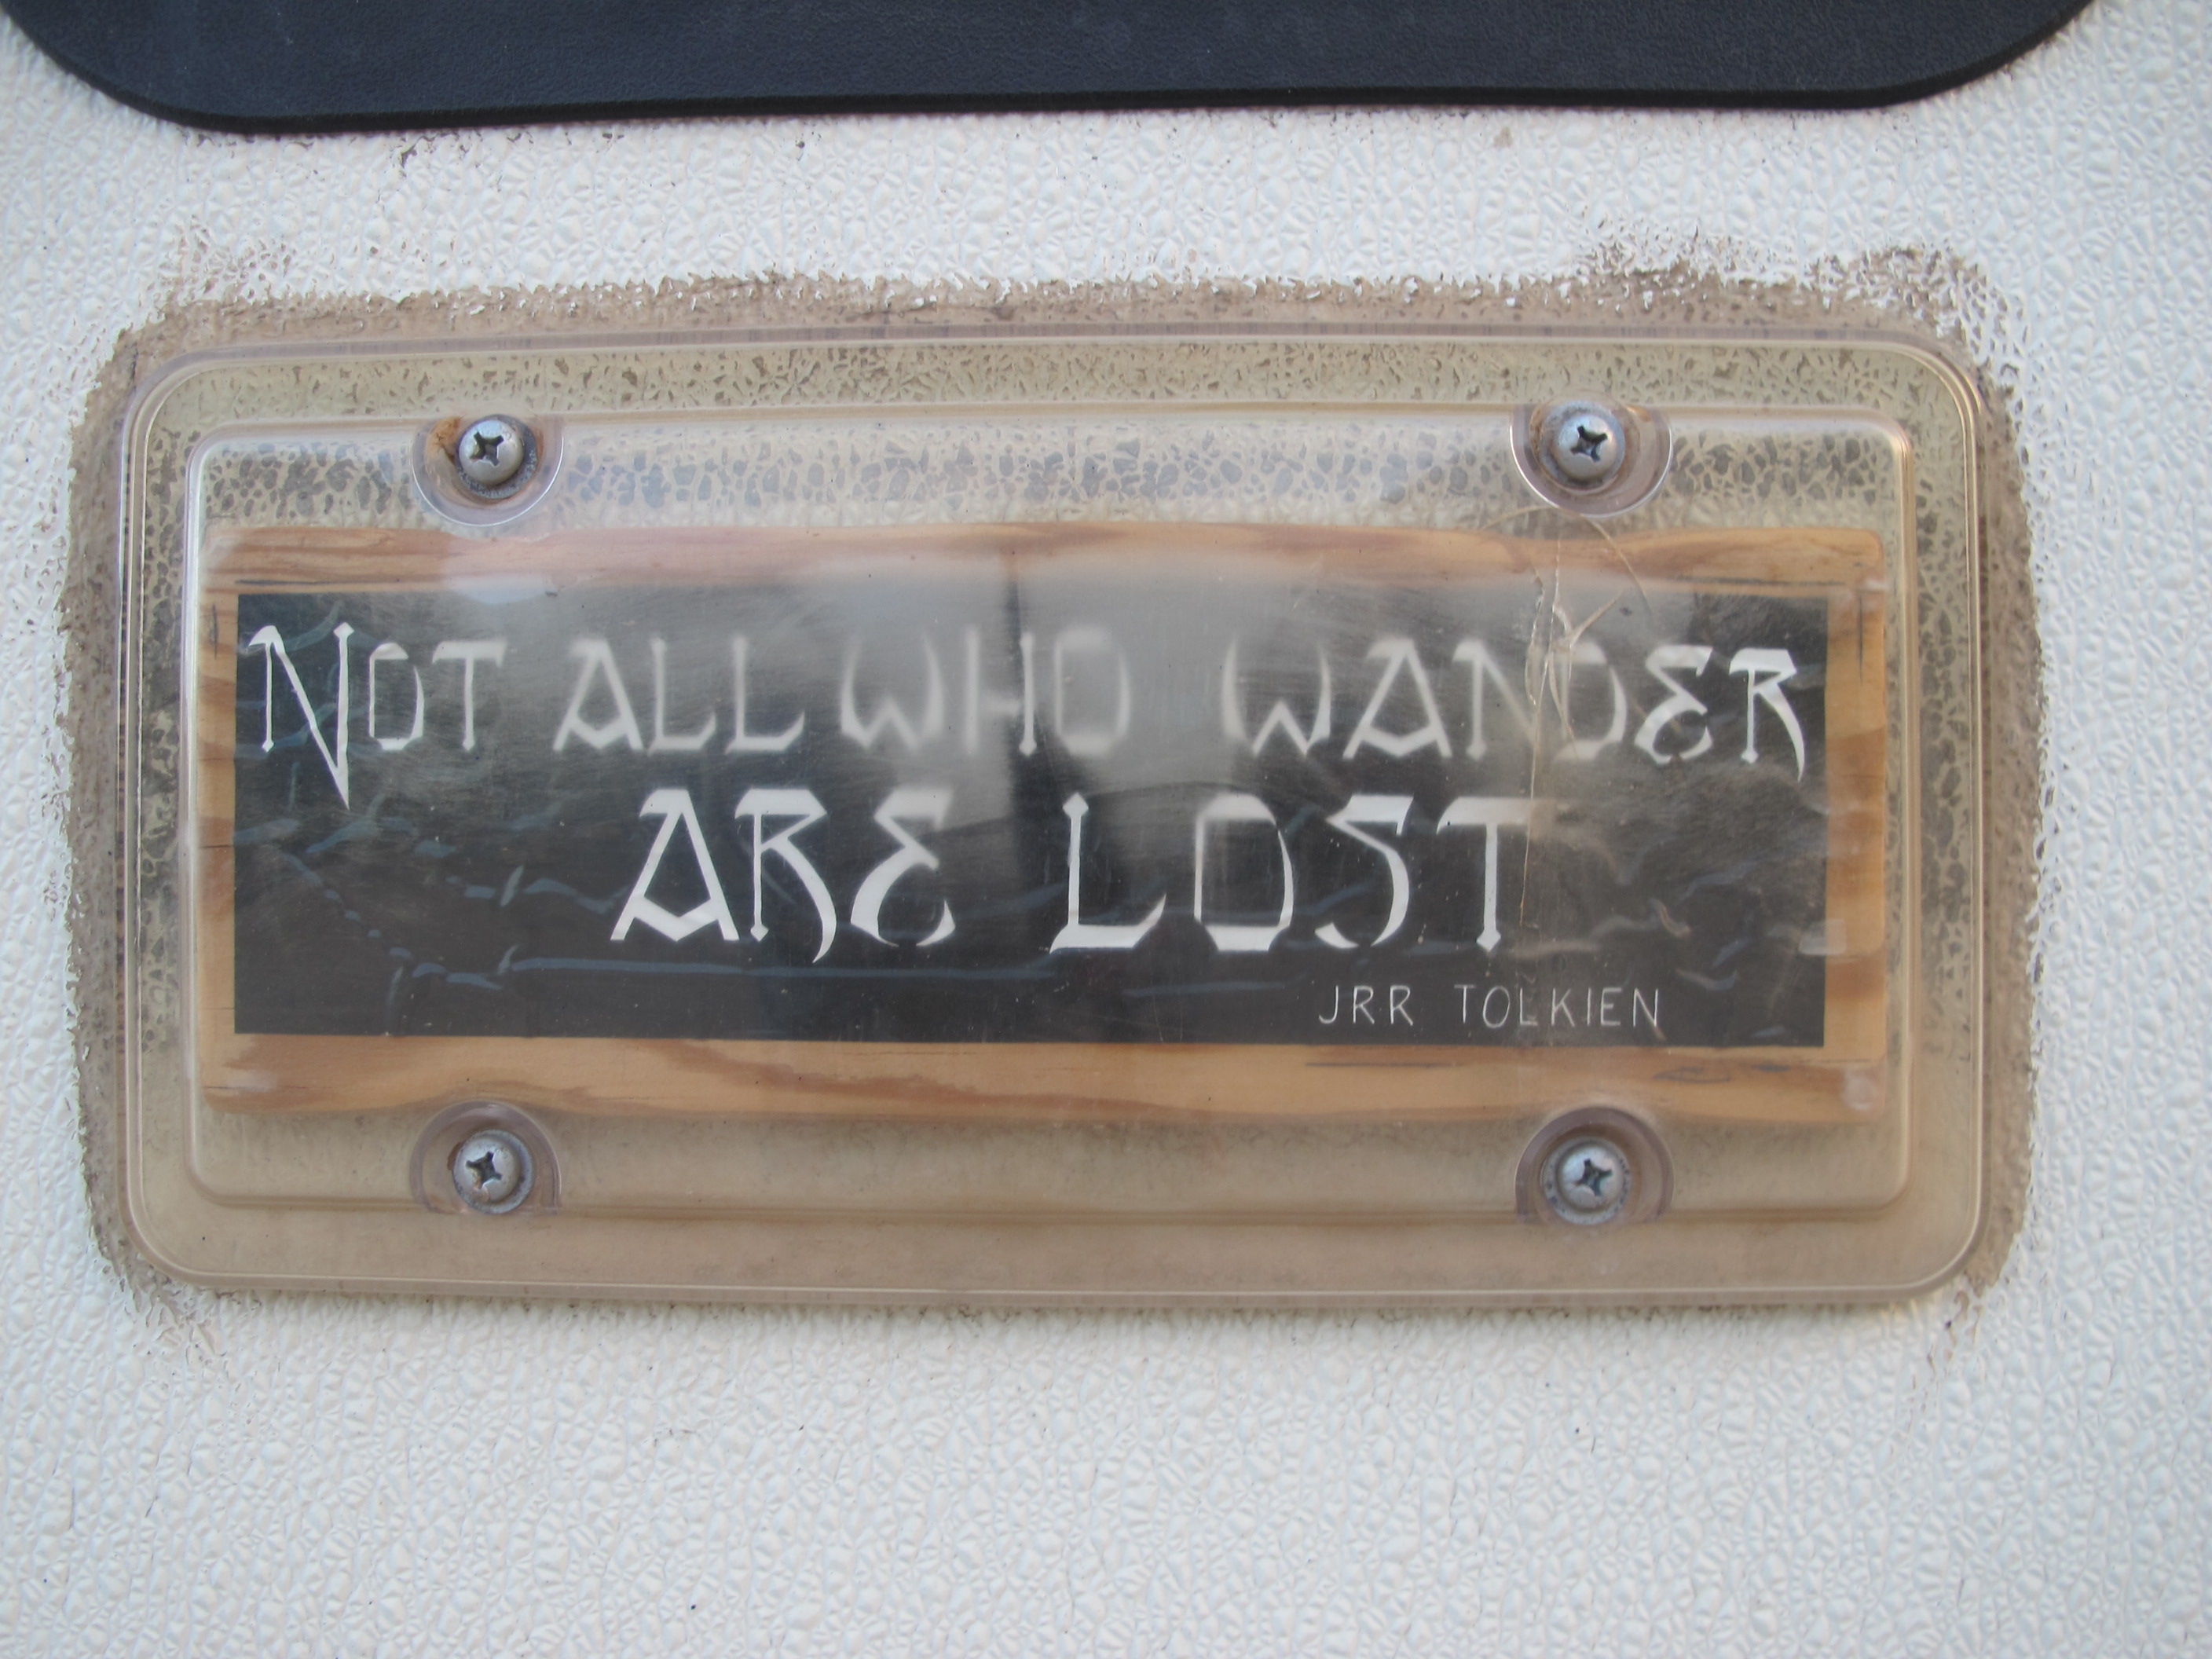 NOT ALL WHO WANDER
ARE LOST
JRR TOLKIEN